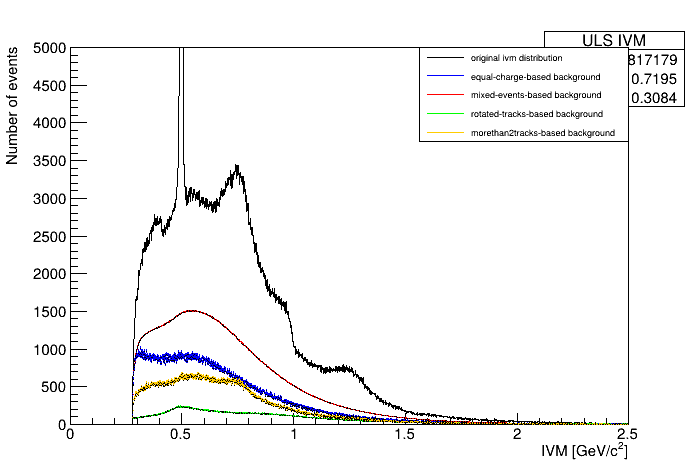 ULS IVM
817179
0.7195
0.3084
original ivm distribution
equal-charge-based background
mixed-events-based background
rotated-tracks-based background
morethan2tracks-based background
Number of events
5000
4500
4000
3500
3000
2500
2000
1500
1000
500
0
0 0.5 1 1.5 2 2.5
IVM [GeV/c²]